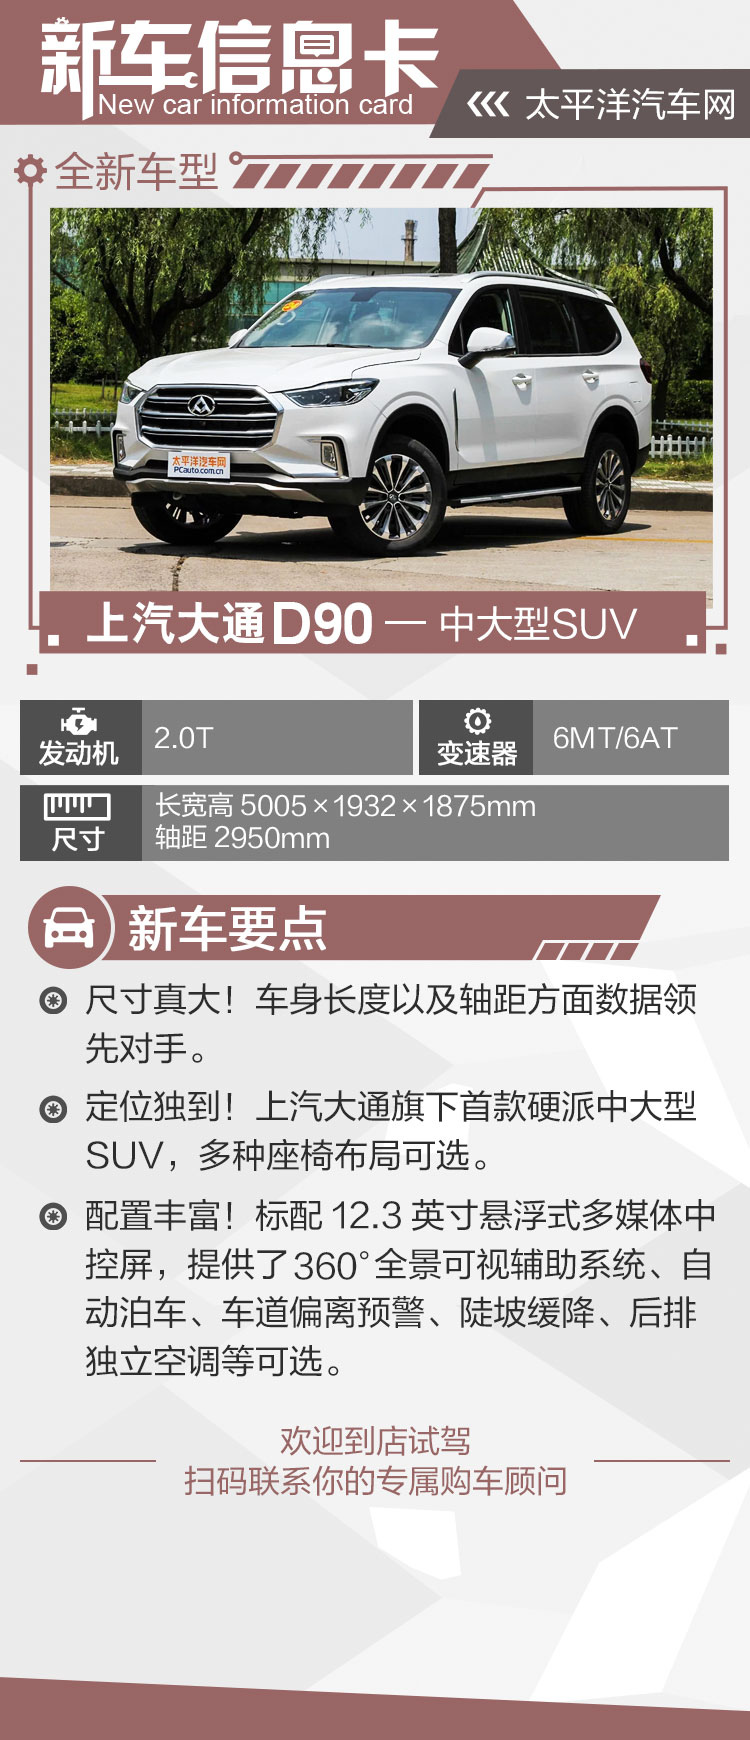 新车信息卡
New car information card
太平洋汽车网
全新车型
太平洋汽车网
PCauto.com.cn
上汽大通D90 — 中大型SUV
发动机
2.0T
变速器
6MT/6AT
尺寸
长宽高 5005×1932×1875mm
轴距 2950mm
新车要点
尺寸真大！车身长度以及轴距方面数据领
先对手。
定位独到！上汽大通旗下首款硬派中大型
SUV，多种座椅布局可选。
配置丰富！标配 12.3 英寸悬浮式多媒体中
控屏，提供了360°全景可视辅助系统、自
动泊车、车道偏离预警、陡坡缓降、后排
独立空调等可选。
欢迎到店试驾
扫码联系你的专属购车顾问